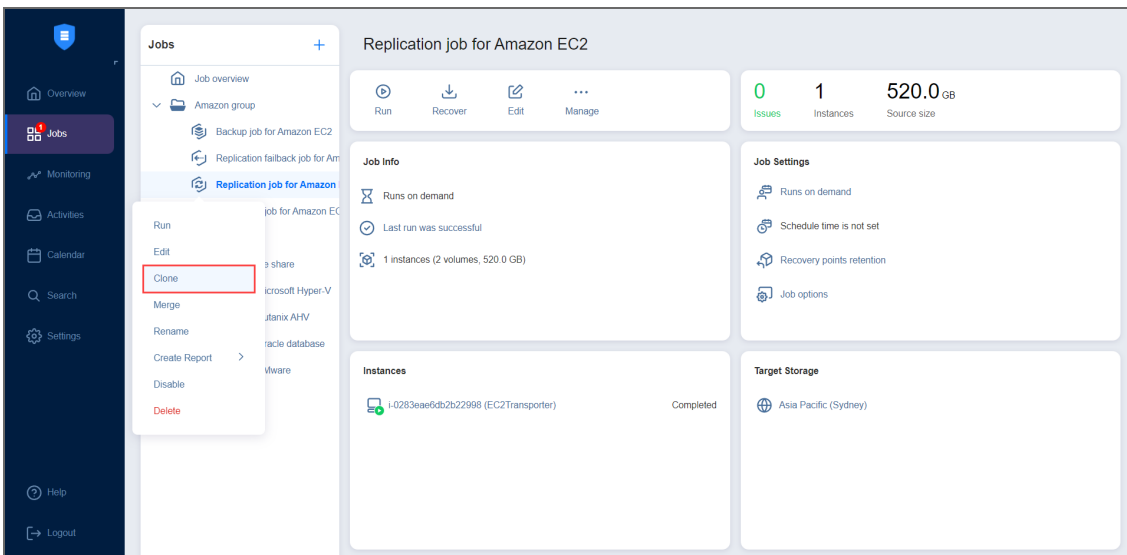 Overview
1
Jobs
Monitoring
Activities
Calendar
Search
Settings
Help
Logout
Jobs
Job overview
Amazon group
Backup job for Amazon EC2
Replication failback job for Am
Replication job for Amazon
job for Amazon EC
e share
icrosoft Hyper-V
utanix AHV
racle database
Mware
Run
Edit
Clone
Merge
Rename
Create Report
Disable
Delete
Replication job for Amazon EC2
Run
Recover
Edit
Manage
0
Issues
1
Instances
520.0 GB
Source size
Job Info
Runs on demand
Last run was successful
1 instances (2 volumes, 520.0 GB)
Job Settings
Runs on demand
Schedule time is not set
Recovery points retention
Job options
Instances
i-0283eae6db2b22998 (EC2Transporter)
Completed
Target Storage
Asia Pacific (Sydney)